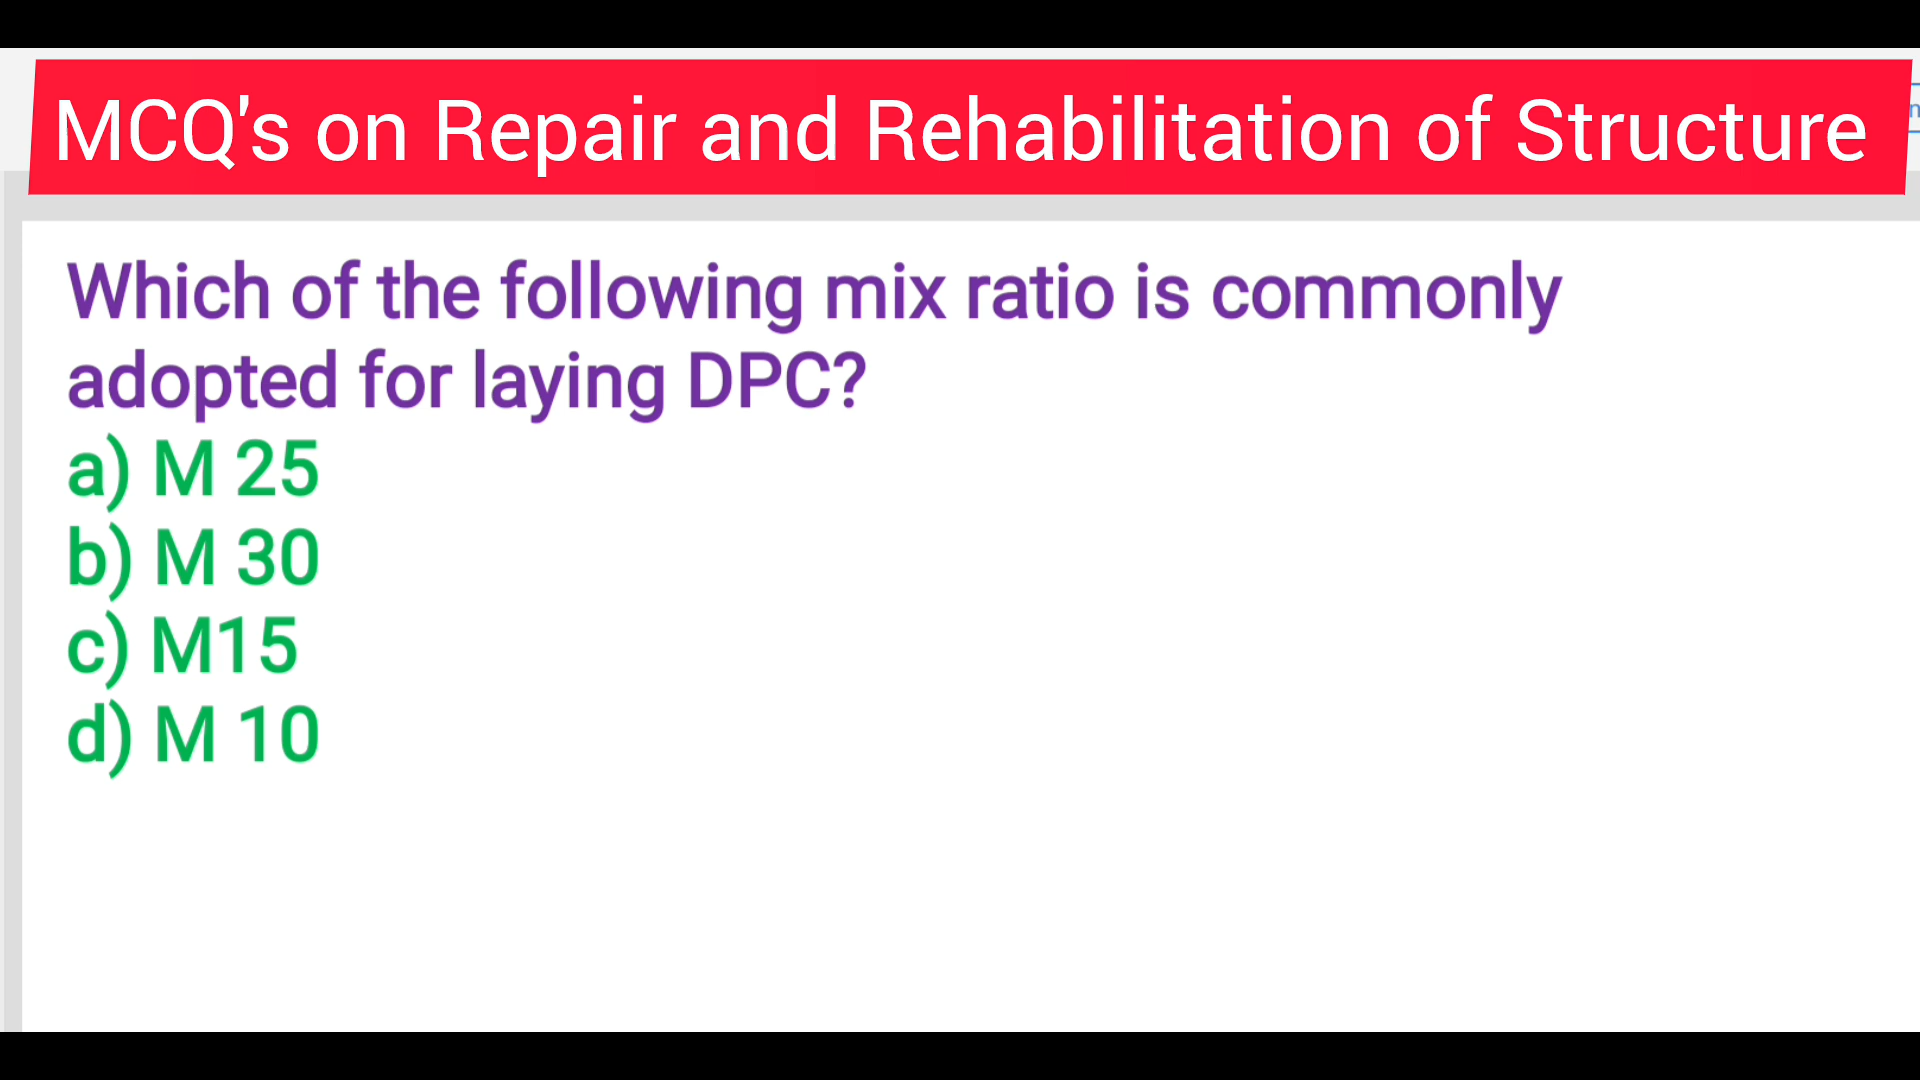 MCQ's on Repair and Rehabilitation of Structure
Which of the following mix ratio is commonly
adopted for laying DPC?
a) M 25
b) M 30
c) M15
d) M 10